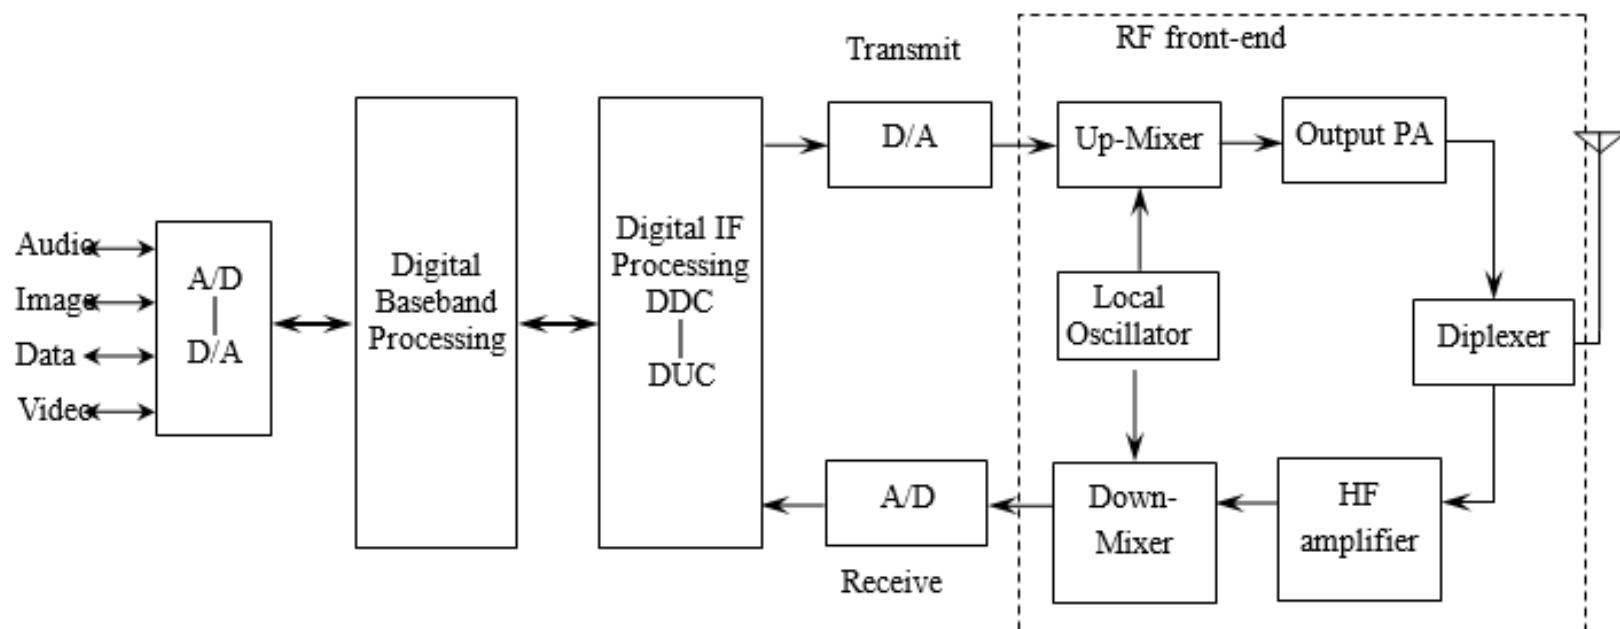 Transmit
RF front-end
D/A
Up-Mixer
Output PA
Audio
Image
Data
Video
A/D
D/A
Digital
Baseband
Processing
Digital IF
Processing
DDC
DUC
Local
Oscillator
Diplexer
A/D
Down-
Mixer
HF
amplifier
Receive